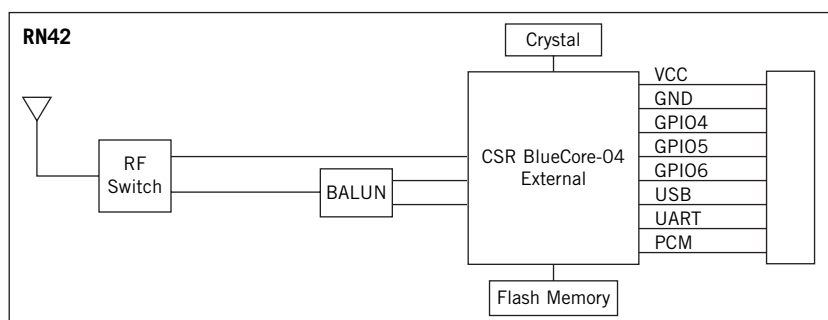 RN42
Crystal
VCC
GND
GPIO4
GPIO5
GPIO6
USB
UART
PCM
RF
Switch
BALUN
CSR BlueCore-04
External
Flash Memory